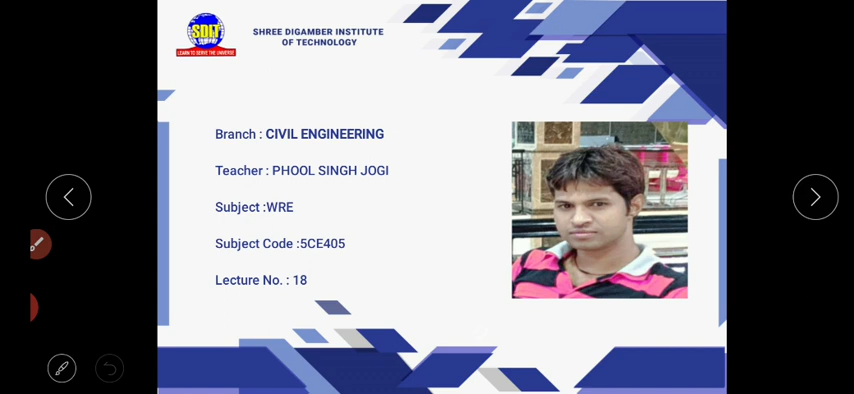 SDIT
LEARN TO SERVE THE UNIVERSE
SHREE DIGAMBER INSTITUTE
OF TECHNOLOGY
Branch : CIVIL ENGINEERING
Teacher : PHOOL SINGH JOGI
Subject :WRE
Subject Code :5CE405
Lecture No. : 18